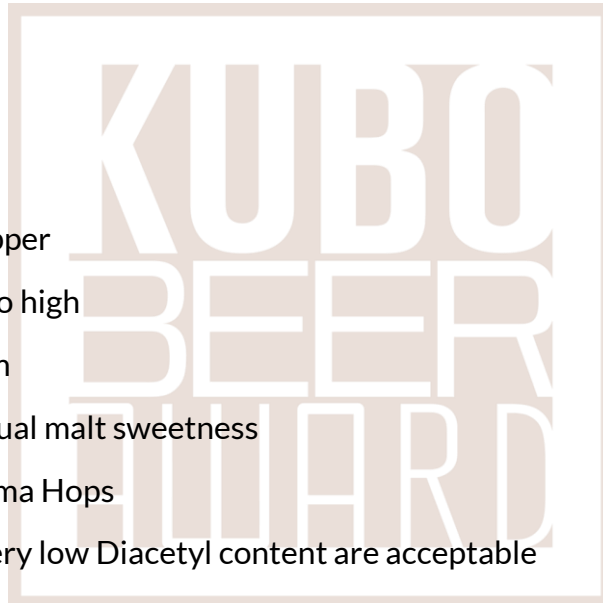 KUBO
BEER
AWARD
pper
o high
n
ual malt sweetness
ma Hops
ery low Diacetyl content are acceptable